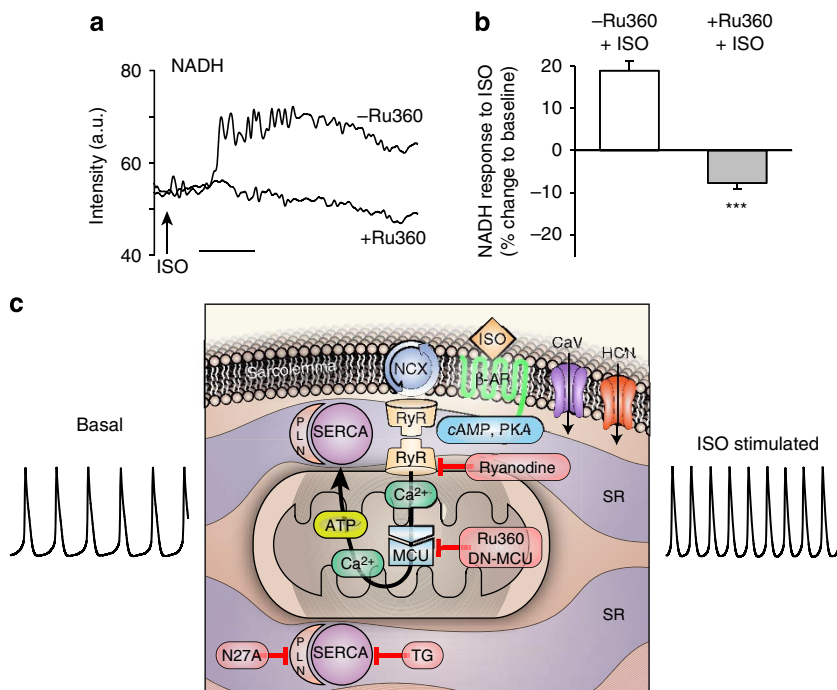 a
NADH
Intensity (a.u.)
80
60
40
–Ru360
+Ru360
ISO
b
–Ru360
+ ISO
+Ru360
+ ISO
NADH response to ISO
(% change to baseline)
20
10
0
–10
–20
***
c
Basal
ISO stimulated
ISO
CaV
HCN
Sarcolemma
NCX
β-AR
PLN
SERCA
RyR
cAMP, PKA
RyR
Ryanodine
Ca2+
SR
ATP
MCU
Ru360
DN-MCU
Ca2+
SR
N27A
PLN
SERCA
TG